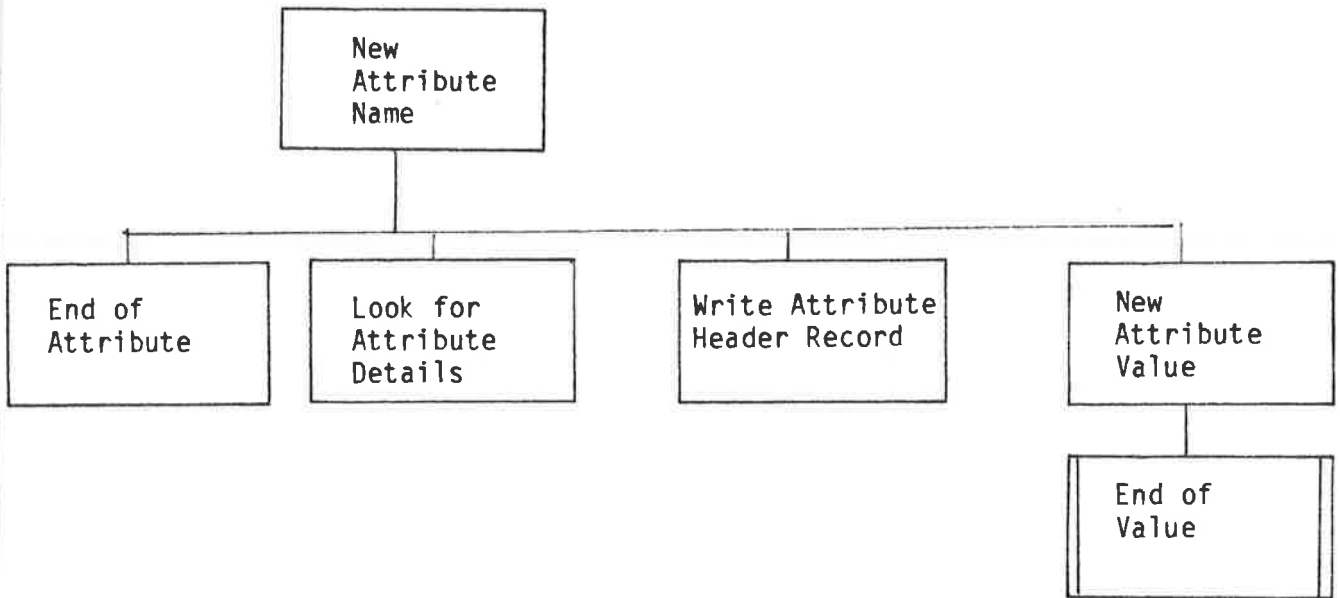 New
Attribute
Name
End of
Attribute
Look for
Attribute
Details
Write Attribute
Header Record
New
Attribute
Value
End of
Value